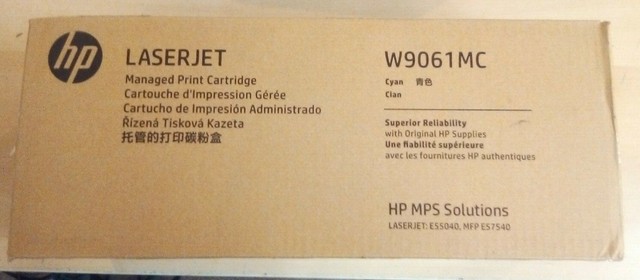 hp
LASERJET
Managed Print Cartridge
Cartouche d'Impression Gérée
Cartucho de Impresión Administrado
Řízená Tisková Kazeta
托管的打印碳粉盒
W9061MC
Cyan 青色
Cian
Superior Reliability
with Original HP Supplies
Une fiabilité supérieure
avec les fournitures HP authentiques
HP MPS Solutions
LASERJET: E55040, MFP E57540